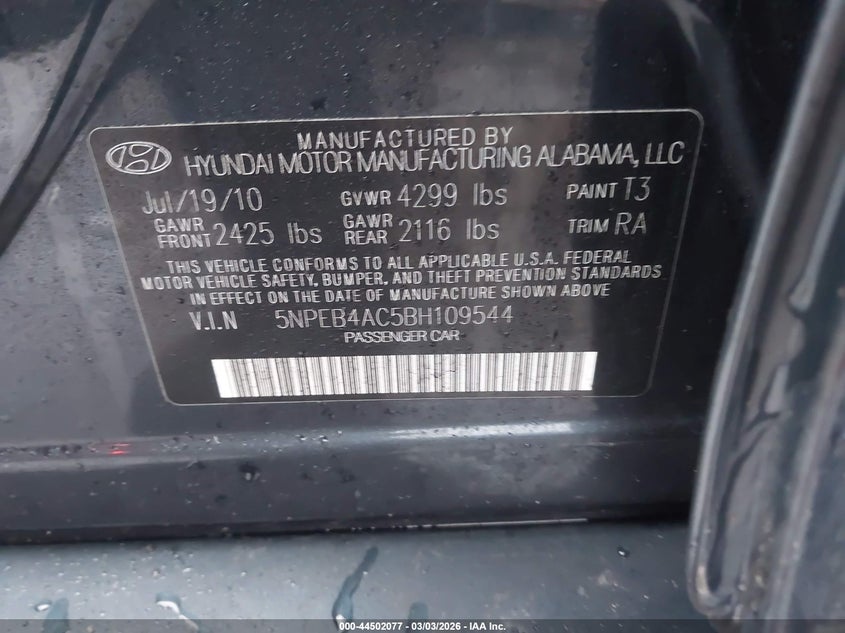 MANUFACTURED BY
HYUNDAI MOTOR MANUFACTURING ALABAMA, LLC
Jul/19/10 GVWR 4299 lbs PAINT T3
GAWR FRONT 2425 lbs GAWR REAR 2116 lbs TRIM RA
THIS VEHICLE CONFORMS TO ALL APPLICABLE U.S.A. FEDERAL
MOTOR VEHICLE SAFETY, BUMPER, AND THEFT PREVENTION STANDARDS
IN EFFECT ON THE DATE OF MANUFACTURE SHOWN ABOVE
V.I.N 5NPEB4AC5BH109544
PASSENGER CAR
000-44502077 - 03/03/2026 - IAA Inc.